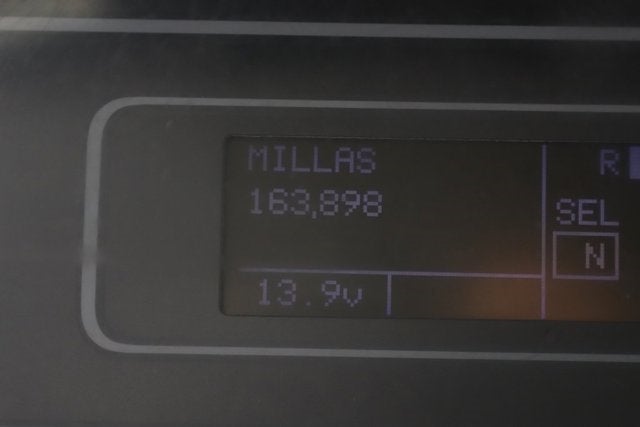 MILLAS
163,898
13.9v
R
SEL
N